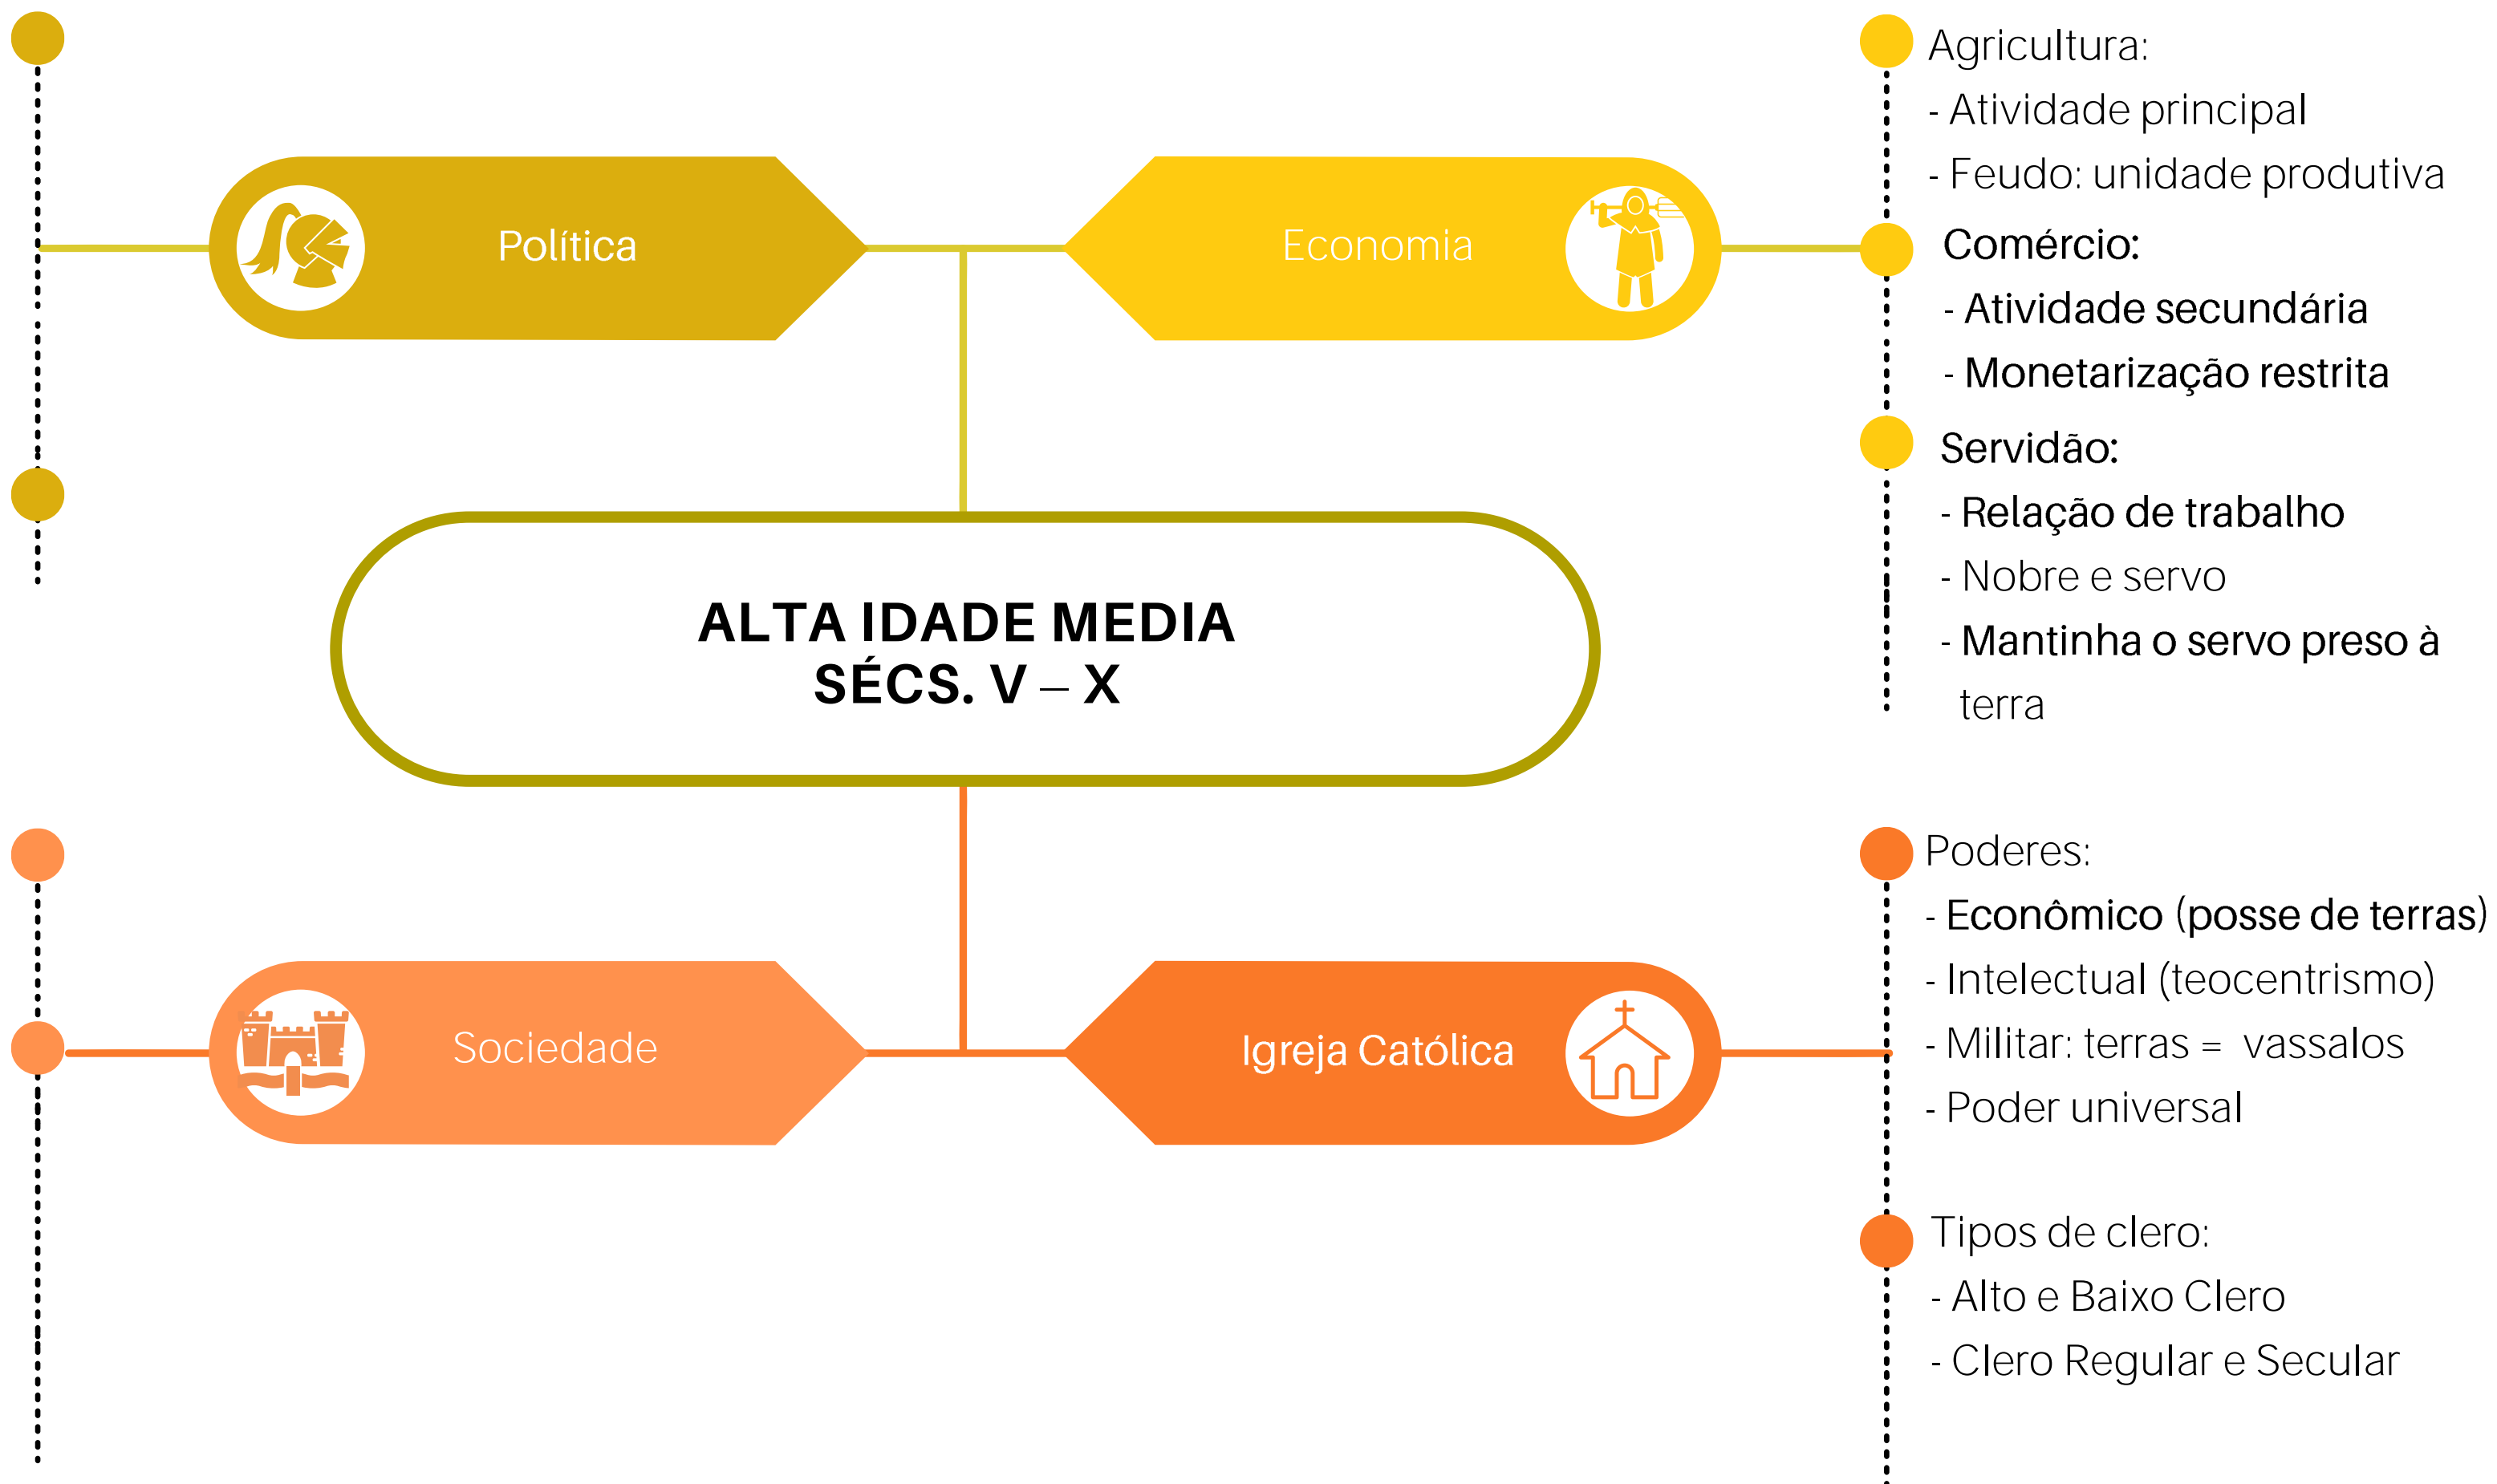 Política
Economia
Agricultura:
- Atividade principal
- Feudo: unidade produtiva
Comércio:
- Atividade secundária
- Monetarização restrita
Servidão:
- Relação de trabalho
- Nobre e servo
- Mantinha o servo preso à
terra
ALTA IDADE MEDIA
SÉCS. V – X
Sociedade
Igreja Católica
Poderes:
- Econômico (posse de terras)
- Intelectual (teocentrismo)
- Militar: terras = vassalos
- Poder universal
Tipos de clero:
- Alto e Baixo Clero
- Clero Regular e Secular